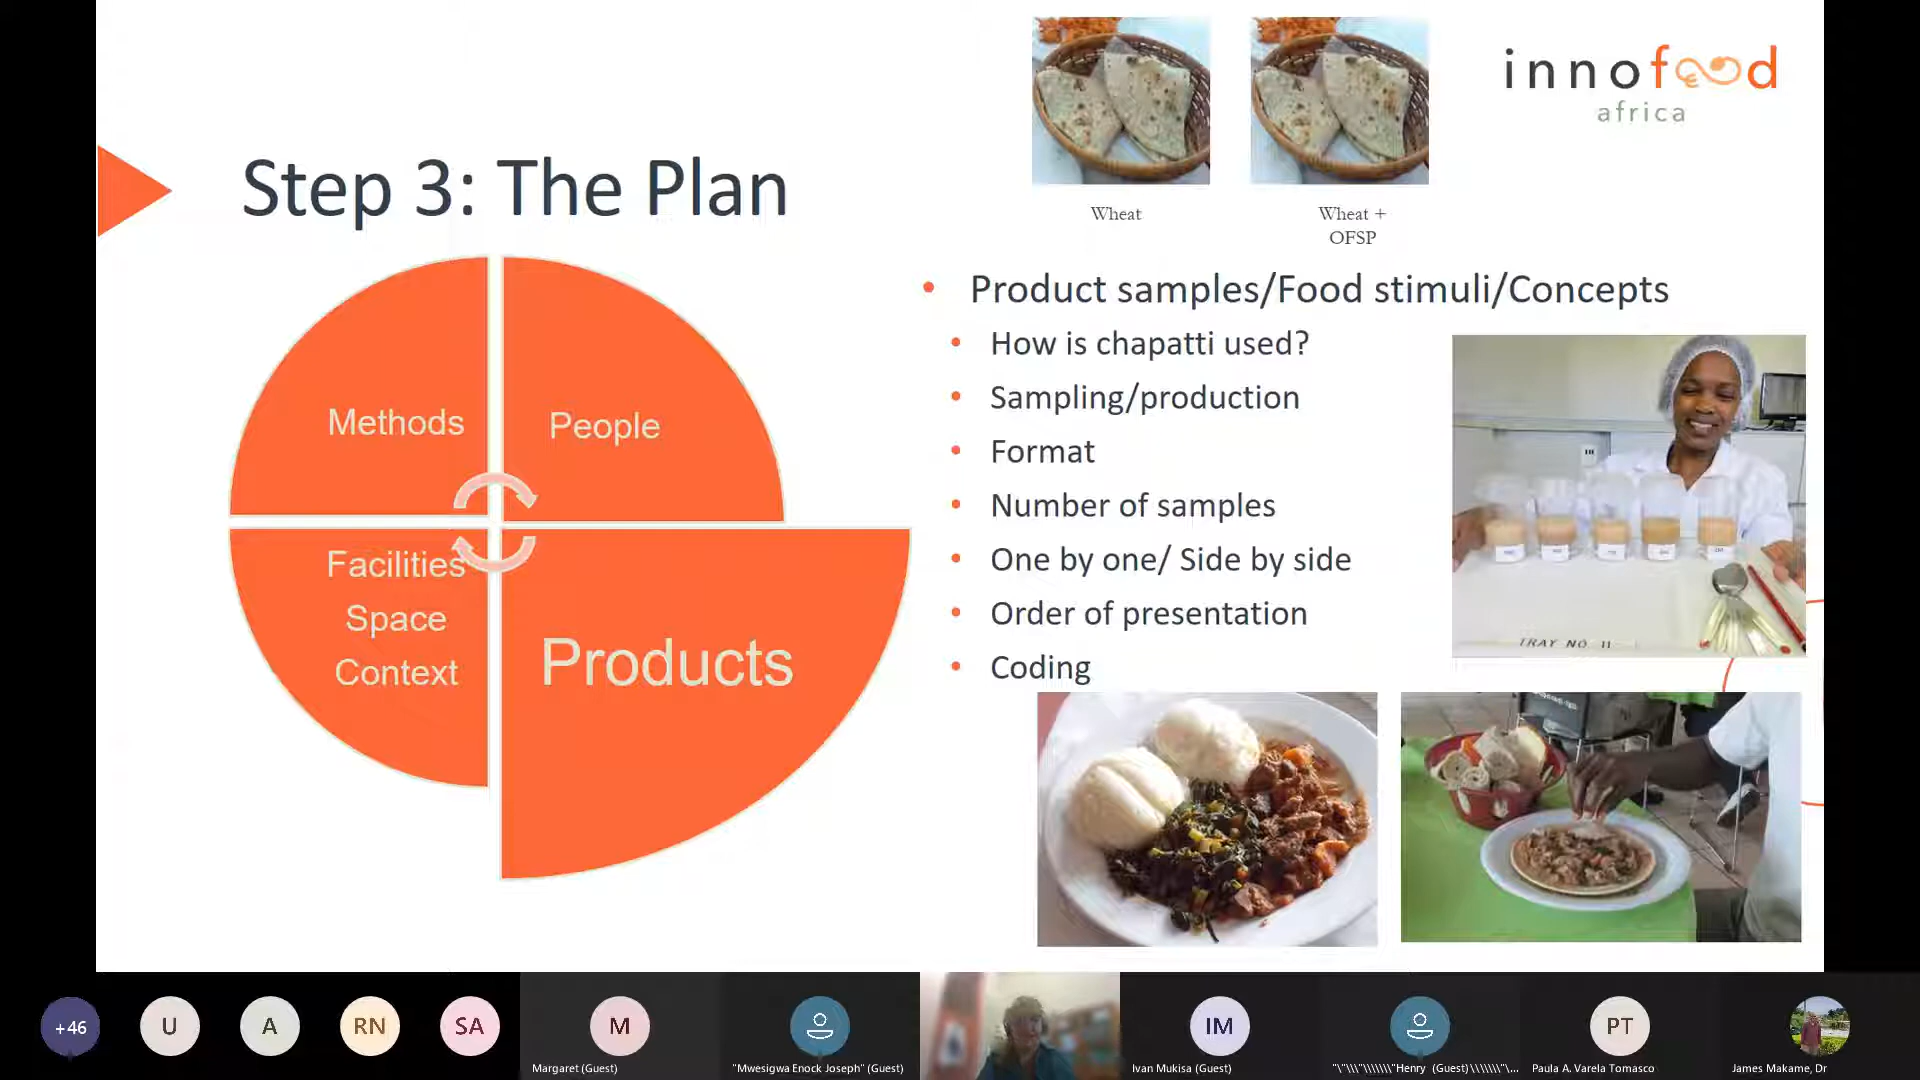 innofood
africa
Wheat
Wheat +
OFSP
Step 3: The Plan
Methods
People
Facilities
Space
Context
Products
• Product samples/Food stimuli/Concepts
• How is chapatti used?
• Sampling/production
• Format
• Number of samples
• One by one/ Side by side
• Order of presentation
• Coding
TRAY NO 11
+46
U
A
RN
SA
M
IM
PT
Margaret (Guest)
"Mwesigwa Enock Joseph" (Guest)
Ivan Mukisa (Guest)
"\"\\\"\\\\\\\"Henry (Guest)\\\\\\\"\...
Paula A. Varela Tomasco
James Makame, Dr